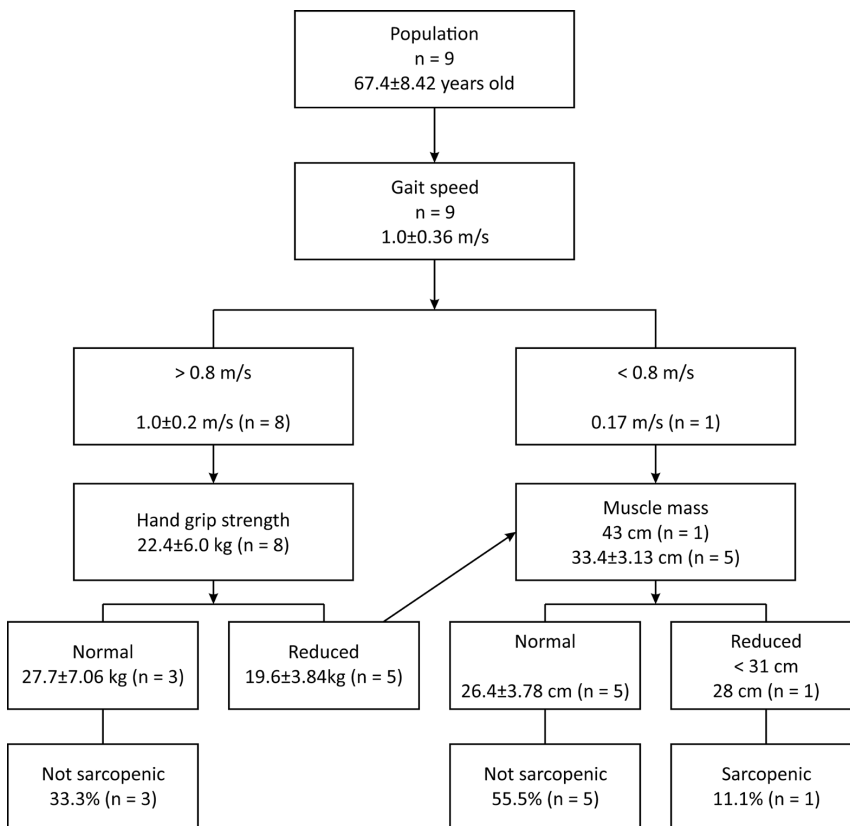 Population
n = 9
67.4±8.42 years old
Gait speed
n = 9
1.0±0.36 m/s
> 0.8 m/s
1.0±0.2 m/s (n = 8)
< 0.8 m/s
0.17 m/s (n = 1)
Hand grip strength
22.4±6.0 kg (n = 8)
Muscle mass
43 cm (n = 1)
33.4±3.13 cm (n = 5)
Normal
27.7±7.06 kg (n = 3)
Reduced
19.6±3.84kg (n = 5)
Normal
26.4±3.78 cm (n = 5)
Reduced
< 31 cm
28 cm (n = 1)
Not sarcopenic
33.3% (n = 3)
Not sarcopenic
55.5% (n = 5)
Sarcopenic
11.1% (n = 1)